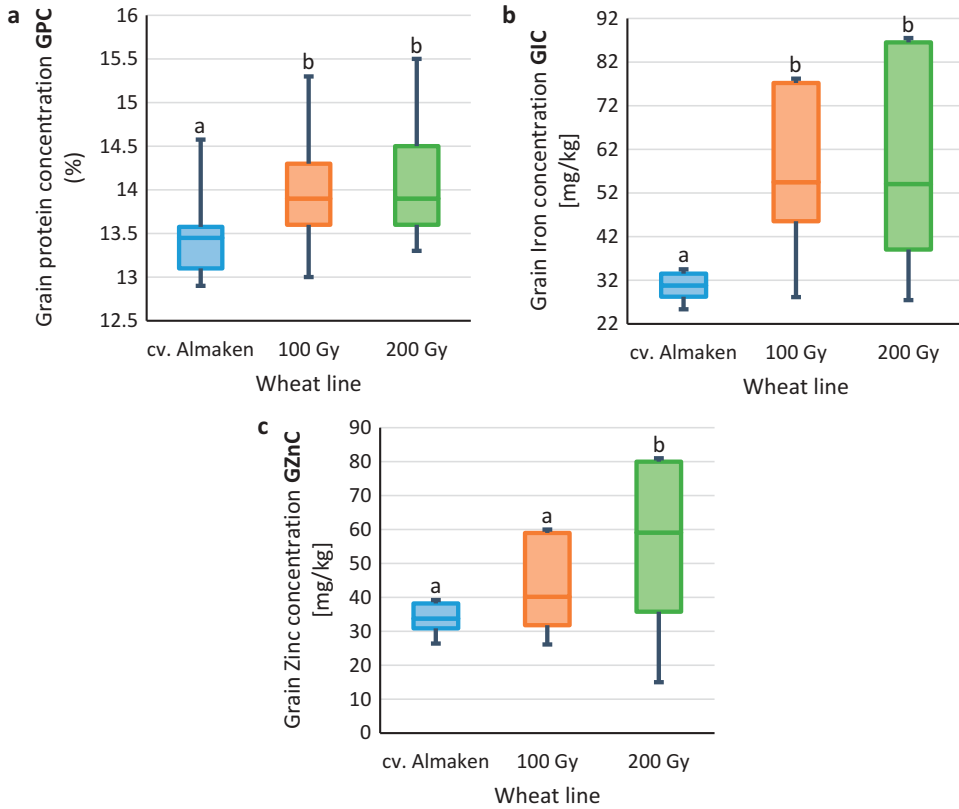 a
Grain protein concentration GPC
(%)
16
15.5
15
14.5
14
13.5
13
12.5
a
b
b
cv. Almaken
100 Gy
200 Gy
Wheat line
b
Grain Iron concentration GIC
[mg/kg]
92
82
72
62
52
42
32
22
a
b
b
cv. Almaken
100 Gy
200 Gy
Wheat line
c
Grain Zinc concentration GZnC
[mg/kg]
90
80
70
60
50
40
30
20
10
0
a
a
b
cv. Almaken
100 Gy
200 Gy
Wheat line